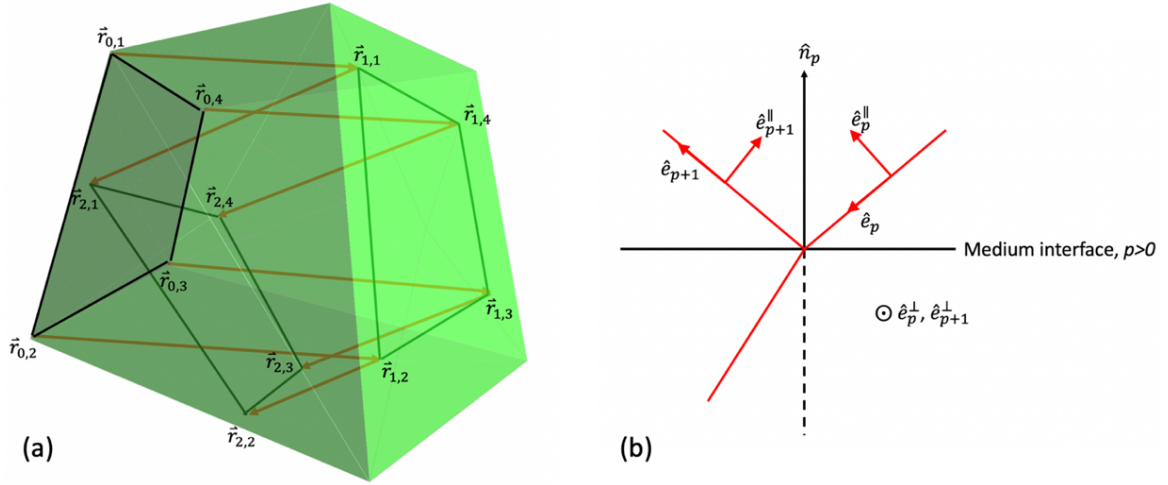 r⃗₀,₁
r⃗₁,₁
r⃗₀,₄
r⃗₁,₄
r⃗₂,₁
r⃗₂,₄
r⃗₀,₃
r⃗₁,₃
r⃗₀,₂
r⃗₂,₃
r⃗₁,₂
r⃗₂,₂
(a)
n̂ₚ
ê∥ₚ₊₁
ê∥ₚ
êₚ₊₁
êₚ
Medium interface, p>0
⊙ ê⊥ₚ, ê⊥ₚ₊₁
(b)